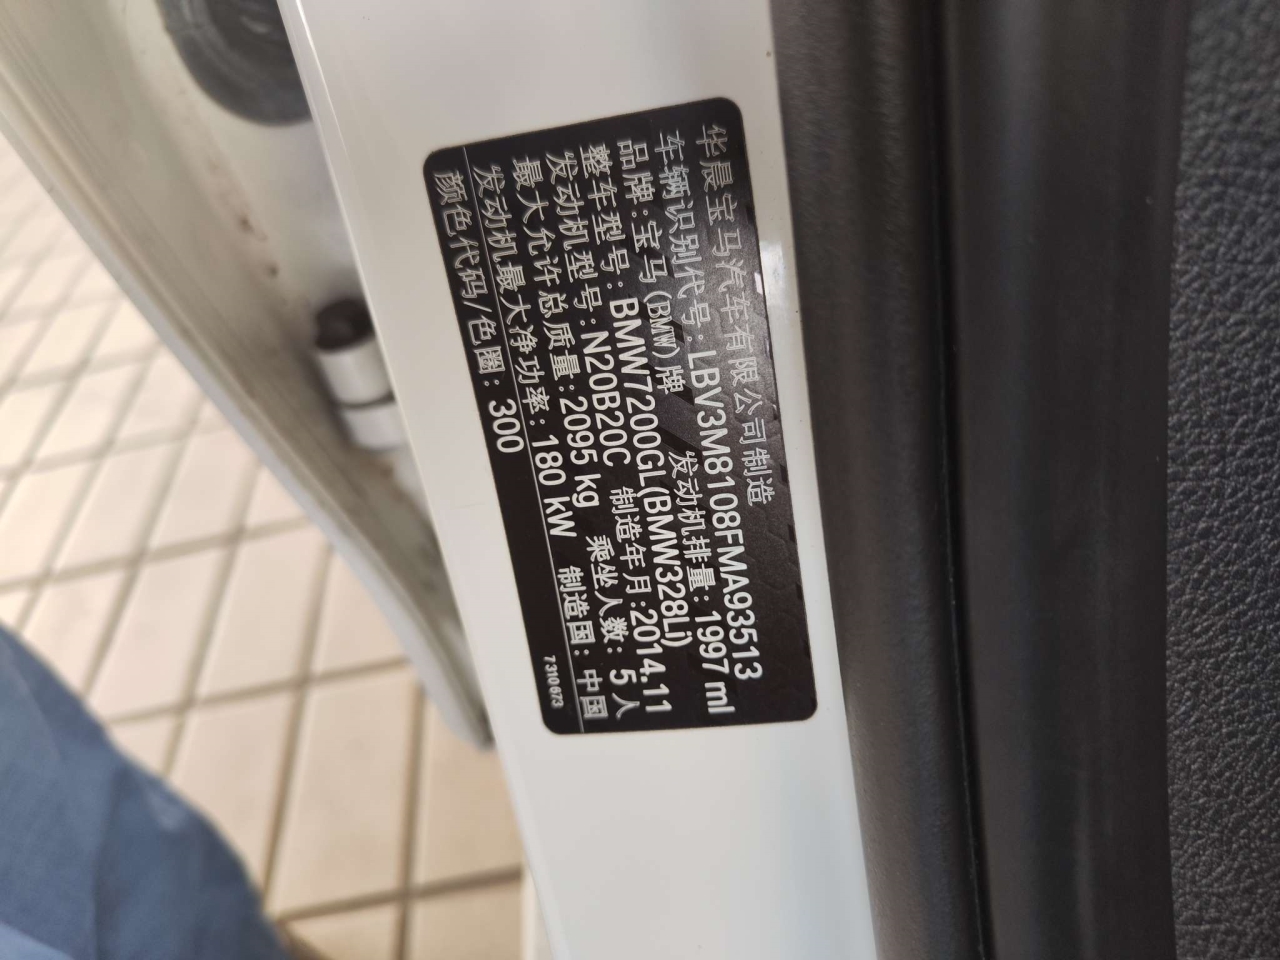 华晨宝马汽车有限公司制造
车辆识别代号:LBV3M8108FMA93513
品牌:宝马(BMW)牌 发动机排量:1997 ml
整车型号:BMW7200GL(BMW328Li)
发动机型号:N20B20C 制造年月:2014.11
最大允许总质量:2095 kg 乘坐人数:5人
发动机最大净功率:180 kW 制造国:中国
颜色代码/色圈:300 7310673